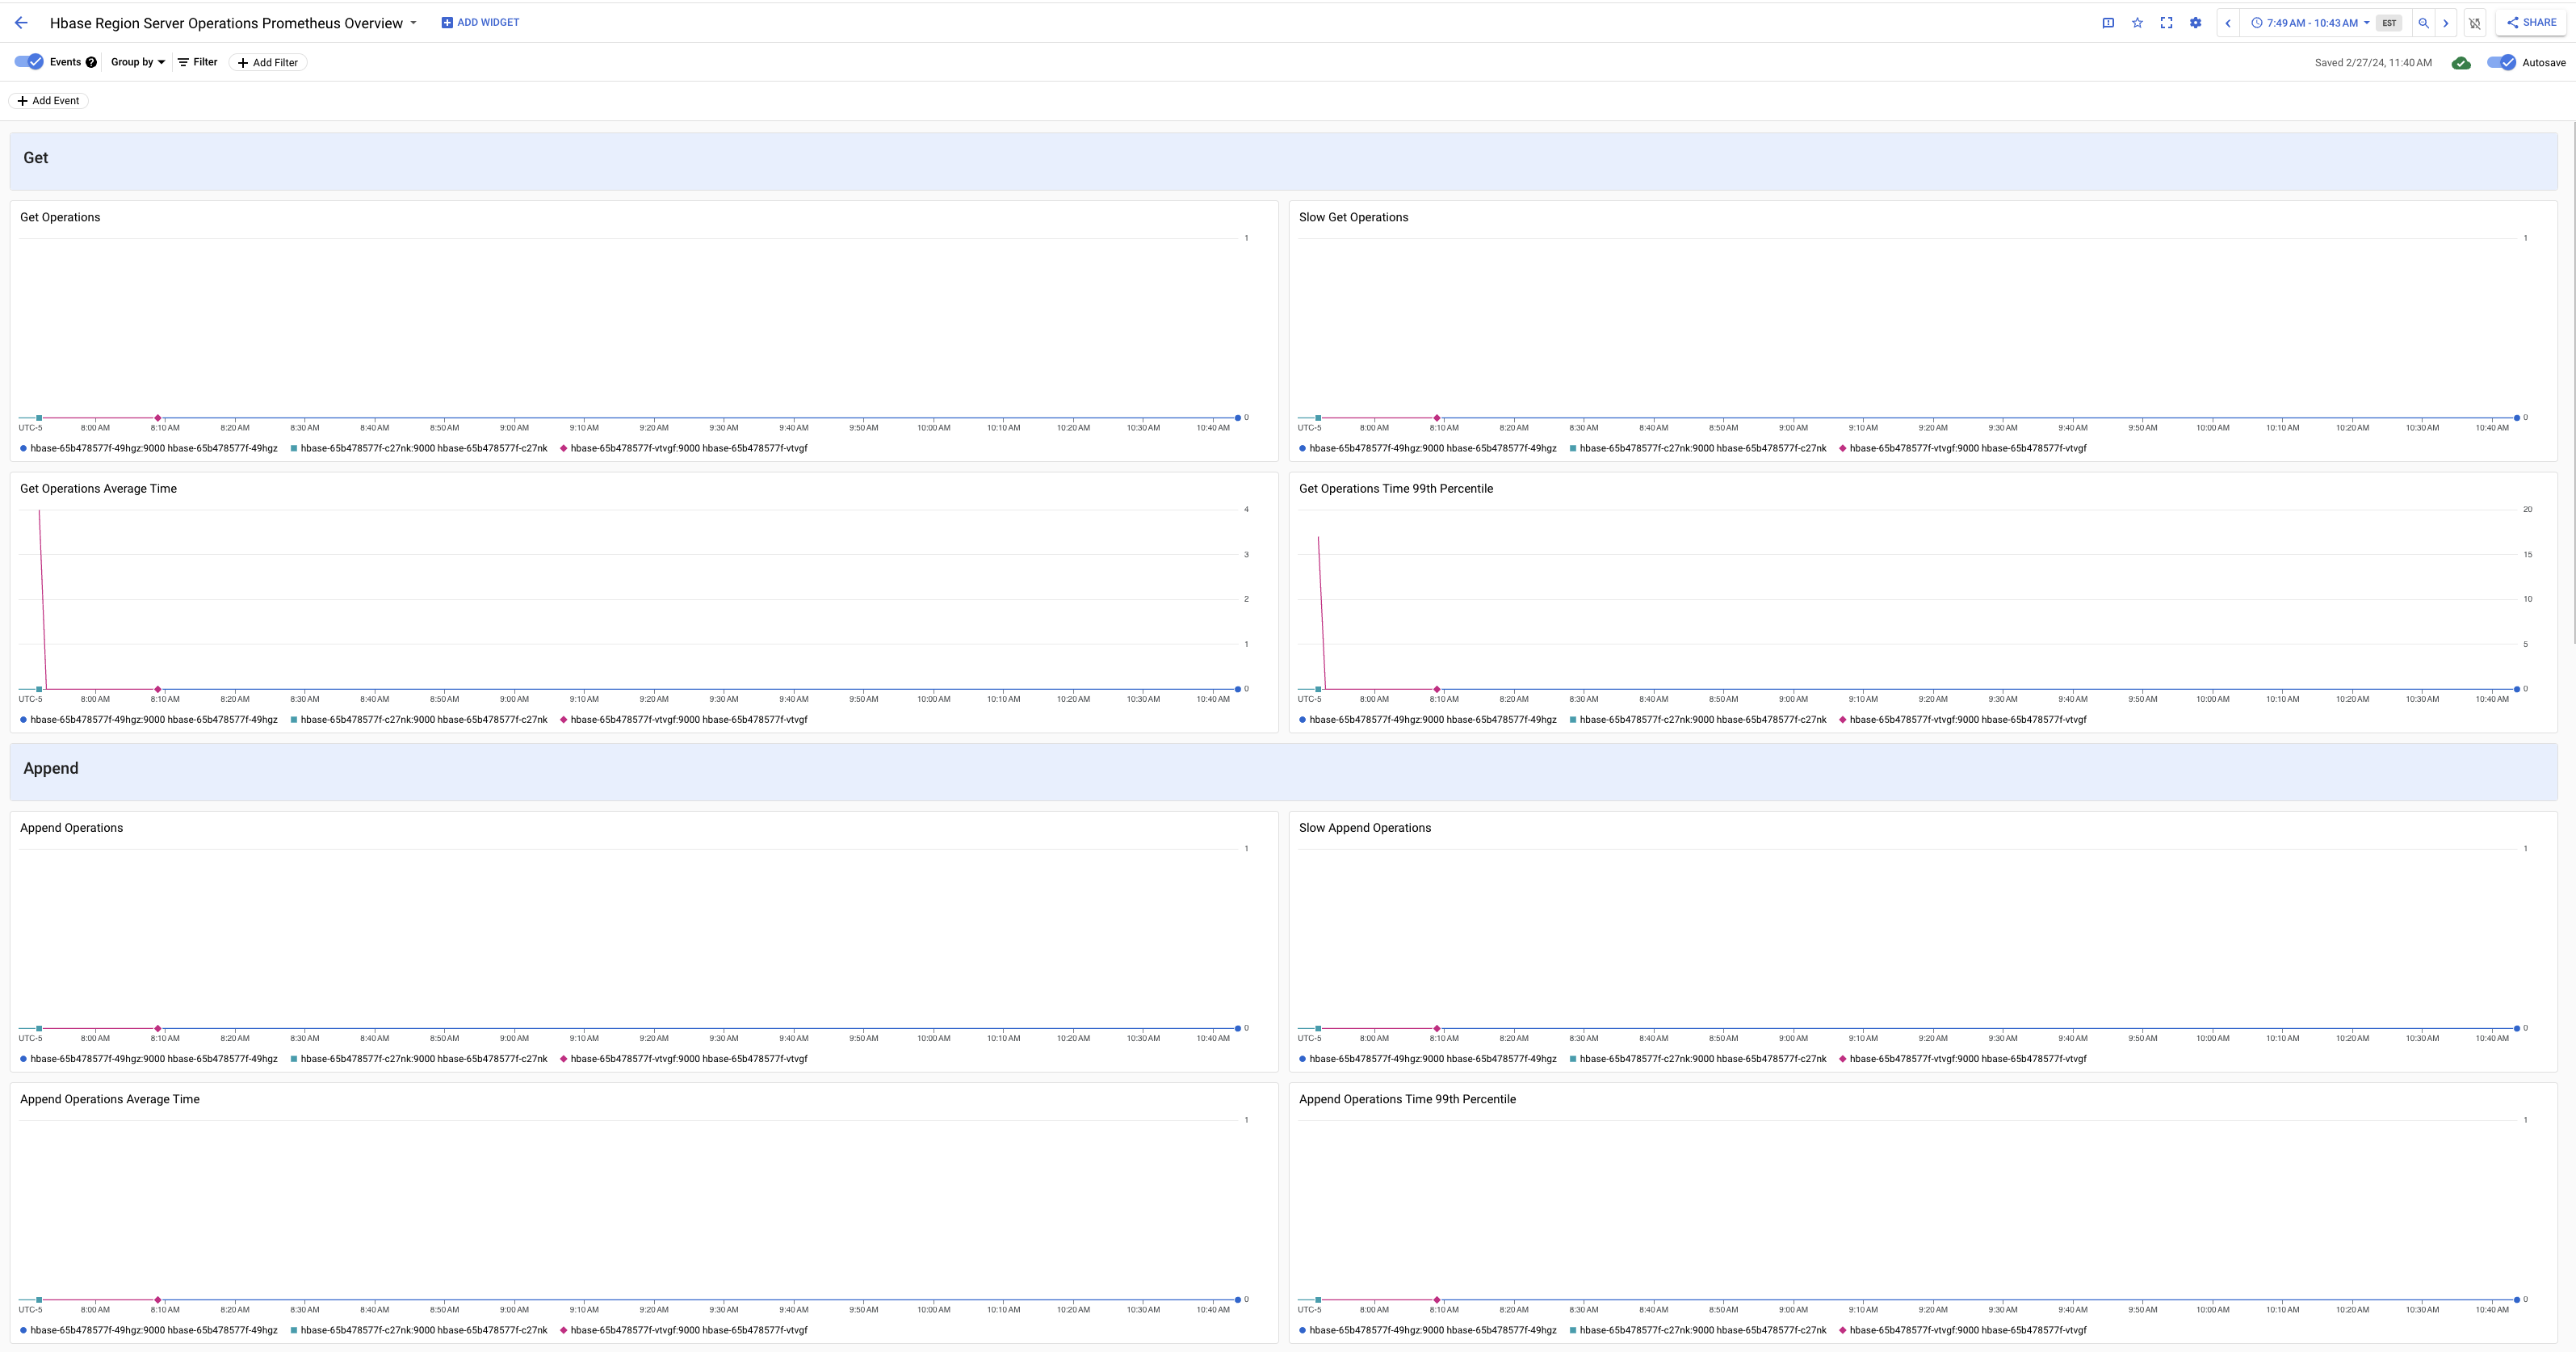 Hbase Region Server Operations Prometheus Overview
ADD WIDGET
7:49 AM - 10:43 AM EST
SHARE
Events
Group by
Filter
Add Filter
Saved 2/27/24, 11:40 AM
Autosave
Add Event
Get
Get Operations
1
0
UTC-5 8:00 AM 8:10 AM 8:20 AM 8:30 AM 8:40 AM 8:50 AM 9:00 AM 9:10 AM 9:20 AM 9:30 AM 9:40 AM 9:50 AM 10:00 AM 10:10 AM 10:20 AM 10:30 AM 10:40 AM
hbase-65b478577f-49hgz:9000 hbase-65b478577f-49hgz hbase-65b478577f-c27nk:9000 hbase-65b478577f-c27nk hbase-65b478577f-vtvgf:9000 hbase-65b478577f-vtvgf
Slow Get Operations
1
0
UTC-5 8:00 AM 8:10 AM 8:20 AM 8:30 AM 8:40 AM 8:50 AM 9:00 AM 9:10 AM 9:20 AM 9:30 AM 9:40 AM 9:50 AM 10:00 AM 10:10 AM 10:20 AM 10:30 AM 10:40 AM
hbase-65b478577f-49hgz:9000 hbase-65b478577f-49hgz hbase-65b478577f-c27nk:9000 hbase-65b478577f-c27nk hbase-65b478577f-vtvgf:9000 hbase-65b478577f-vtvgf
Get Operations Average Time
4
3
2
1
0
UTC-5 8:00 AM 8:10 AM 8:20 AM 8:30 AM 8:40 AM 8:50 AM 9:00 AM 9:10 AM 9:20 AM 9:30 AM 9:40 AM 9:50 AM 10:00 AM 10:10 AM 10:20 AM 10:30 AM 10:40 AM
hbase-65b478577f-49hgz:9000 hbase-65b478577f-49hgz hbase-65b478577f-c27nk:9000 hbase-65b478577f-c27nk hbase-65b478577f-vtvgf:9000 hbase-65b478577f-vtvgf
Get Operations Time 99th Percentile
20
15
10
5
0
UTC-5 8:00 AM 8:10 AM 8:20 AM 8:30 AM 8:40 AM 8:50 AM 9:00 AM 9:10 AM 9:20 AM 9:30 AM 9:40 AM 9:50 AM 10:00 AM 10:10 AM 10:20 AM 10:30 AM 10:40 AM
hbase-65b478577f-49hgz:9000 hbase-65b478577f-49hgz hbase-65b478577f-c27nk:9000 hbase-65b478577f-c27nk hbase-65b478577f-vtvgf:9000 hbase-65b478577f-vtvgf
Append
Append Operations
1
0
UTC-5 8:00 AM 8:10 AM 8:20 AM 8:30 AM 8:40 AM 8:50 AM 9:00 AM 9:10 AM 9:20 AM 9:30 AM 9:40 AM 9:50 AM 10:00 AM 10:10 AM 10:20 AM 10:30 AM 10:40 AM
hbase-65b478577f-49hgz:9000 hbase-65b478577f-49hgz hbase-65b478577f-c27nk:9000 hbase-65b478577f-c27nk hbase-65b478577f-vtvgf:9000 hbase-65b478577f-vtvgf
Slow Append Operations
1
0
UTC-5 8:00 AM 8:10 AM 8:20 AM 8:30 AM 8:40 AM 8:50 AM 9:00 AM 9:10 AM 9:20 AM 9:30 AM 9:40 AM 9:50 AM 10:00 AM 10:10 AM 10:20 AM 10:30 AM 10:40 AM
hbase-65b478577f-49hgz:9000 hbase-65b478577f-49hgz hbase-65b478577f-c27nk:9000 hbase-65b478577f-c27nk hbase-65b478577f-vtvgf:9000 hbase-65b478577f-vtvgf
Append Operations Average Time
1
0
UTC-5 8:00 AM 8:10 AM 8:20 AM 8:30 AM 8:40 AM 8:50 AM 9:00 AM 9:10 AM 9:20 AM 9:30 AM 9:40 AM 9:50 AM 10:00 AM 10:10 AM 10:20 AM 10:30 AM 10:40 AM
hbase-65b478577f-49hgz:9000 hbase-65b478577f-49hgz hbase-65b478577f-c27nk:9000 hbase-65b478577f-c27nk hbase-65b478577f-vtvgf:9000 hbase-65b478577f-vtvgf
Append Operations Time 99th Percentile
1
0
UTC-5 8:00 AM 8:10 AM 8:20 AM 8:30 AM 8:40 AM 8:50 AM 9:00 AM 9:10 AM 9:20 AM 9:30 AM 9:40 AM 9:50 AM 10:00 AM 10:10 AM 10:20 AM 10:30 AM 10:40 AM
hbase-65b478577f-49hgz:9000 hbase-65b478577f-49hgz hbase-65b478577f-c27nk:9000 hbase-65b478577f-c27nk hbase-65b478577f-vtvgf:9000 hbase-65b478577f-vtvgf